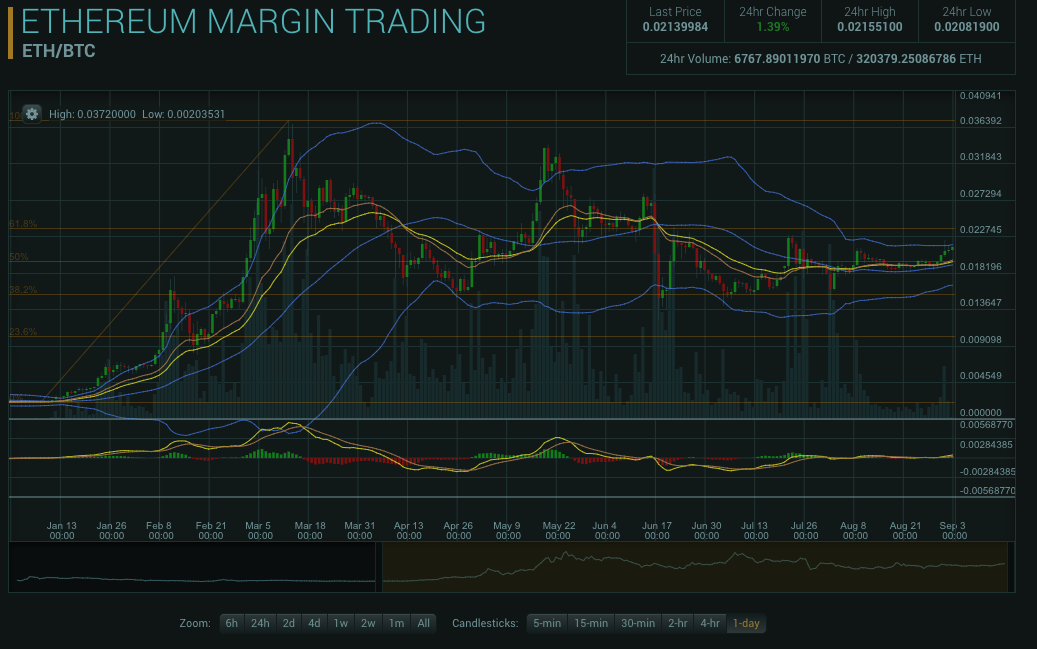 ETHEREUM MARGIN TRADING
ETH/BTC
Last Price
0.02139984
24hr Change
1.39%
24hr High
0.02155100
24hr Low
0.02081900
24hr Volume: 6767.89011970 BTC / 320379.25086786 ETH
High: 0.03720000 Low: 0.00203531
0.040941
0.036392
0.031843
0.027294
0.022745
0.018196
0.013647
0.009098
0.004549
0.000000
61.8%
50%
38.2%
23.6%
0.00568770
0.00284385
-0.00284385
-0.00568770
Jan 13 Jan 26 Feb 8 Feb 21 Mar 5 Mar 18 Mar 31 Apr 13 Apr 26 May 9 May 22 Jun 4 Jun 17 Jun 30 Jul 13 Jul 26 Aug 8 Aug 21 Sep 3
00:00 00:00 00:00 00:00 00:00 00:00 00:00 00:00 00:00 00:00 00:00 00:00 00:00 00:00 00:00 00:00 00:00 00:00 00:00
Zoom: 6h 24h 2d 4d 1w 2w 1m All Candlesticks: 5-min 15-min 30-min 2-hr 4-hr 1-day